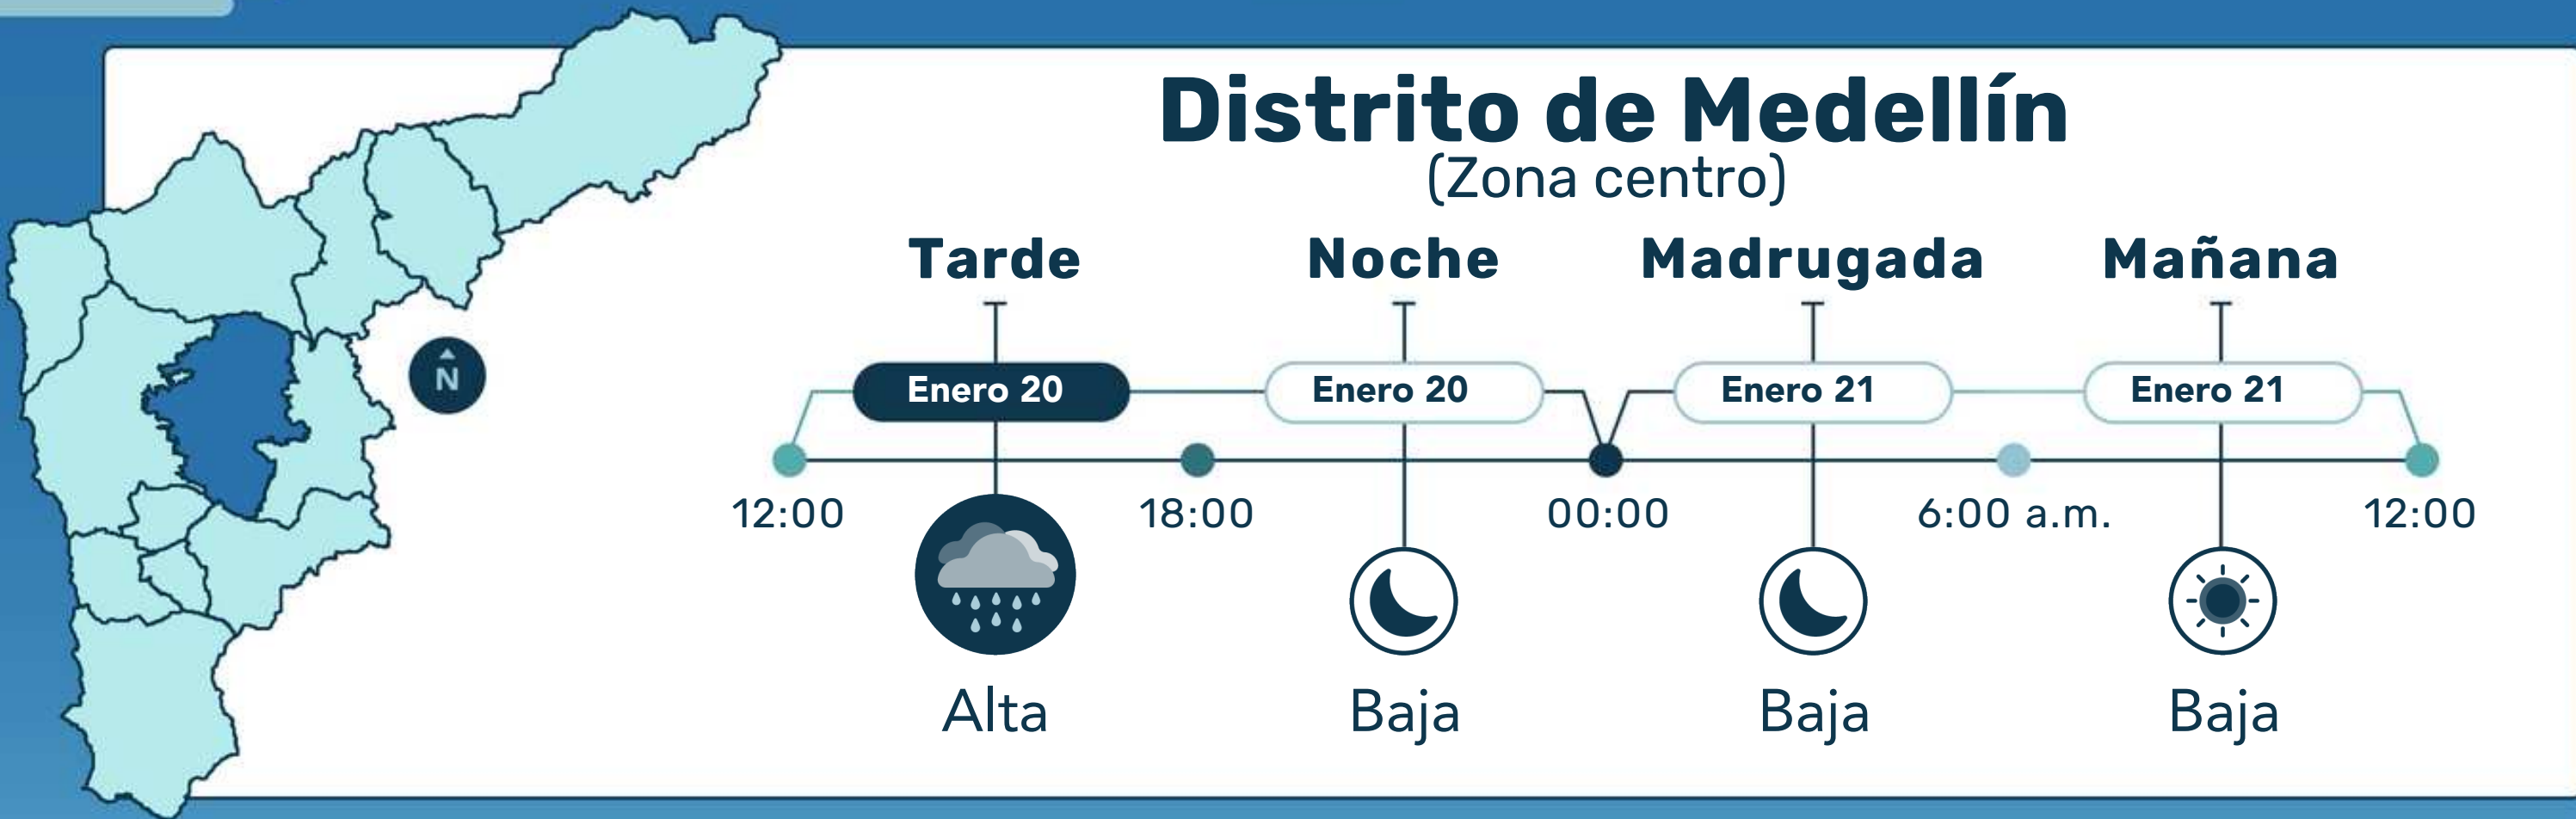 Distrito de Medellín
(Zona centro)
Tarde Noche Madrugada Mañana
Enero 20 Enero 20 Enero 21 Enero 21
N
12:00 18:00 00:00 6:00 a.m. 12:00
Alta Baja Baja Baja